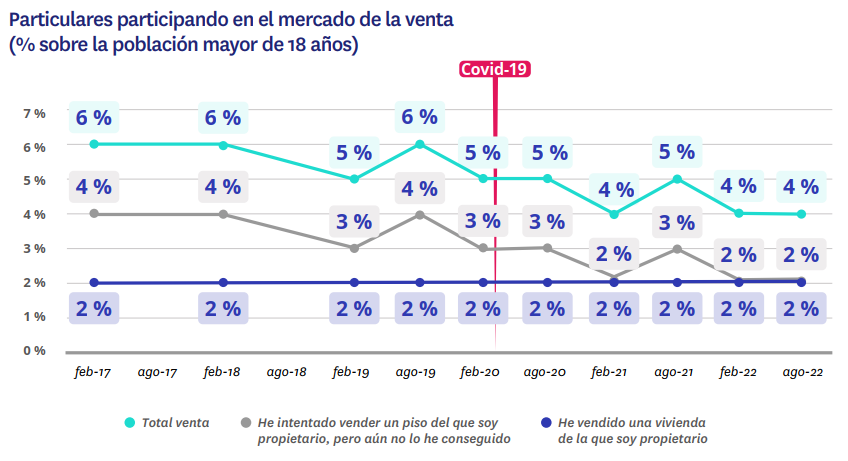 Particulares participando en el mercado de la venta
(% sobre la población mayor de 18 años)
Covid-19
7 %
6 %
5 %
4 %
3 %
2 %
1 %
0 %
6 % 6 % 5 % 6 % 5 % 5 % 4 % 5 % 4 % 4 %
4 % 4 % 3 % 4 % 3 % 3 % 2 % 3 % 2 % 2 %
2 % 2 % 2 % 2 % 2 % 2 % 2 % 2 % 2 % 2 %
feb-17 ago-17 feb-18 ago-18 feb-19 ago-19 feb-20 ago-20 feb-21 ago-21 feb-22 ago-22
Total venta
He intentado vender un piso del que soy
propietario, pero aún no lo he conseguido
He vendido una vivienda
de la que soy propietario